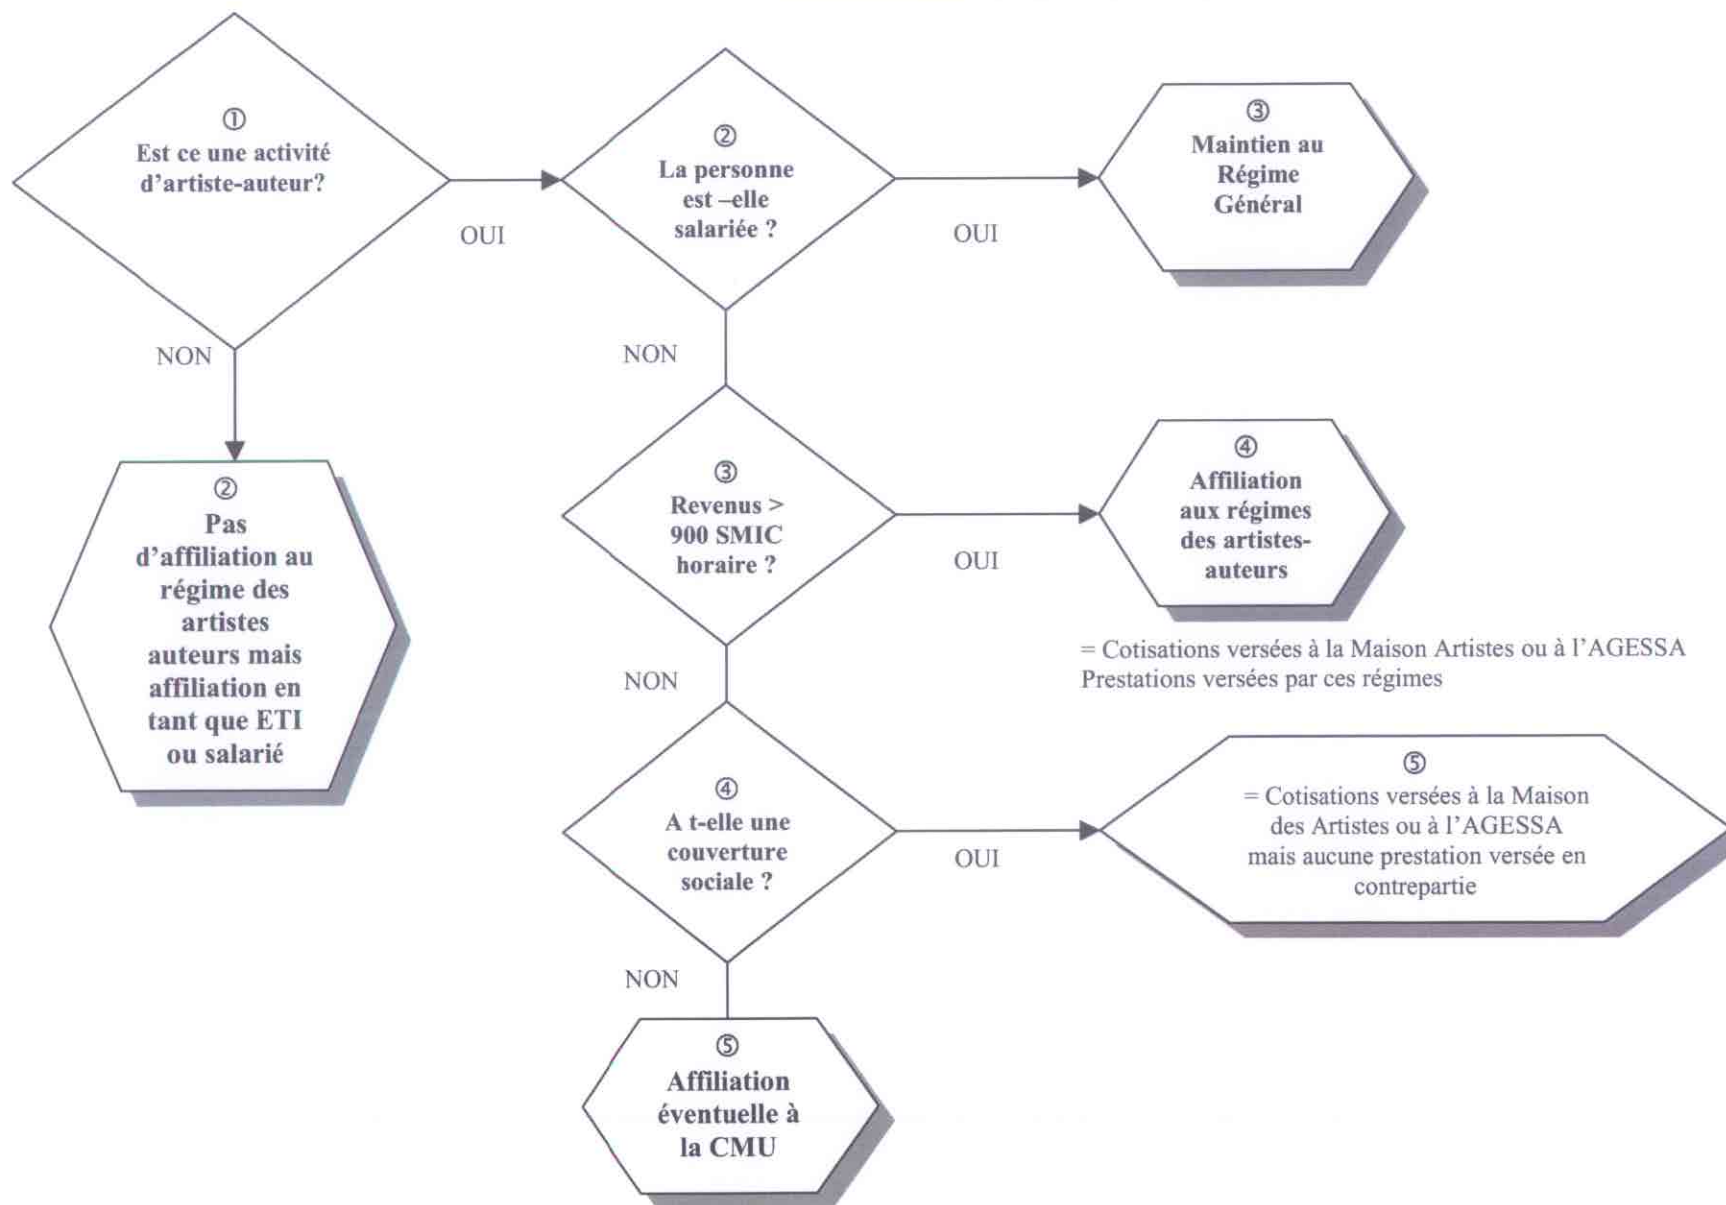 ①
Est ce une activité
d'artiste-auteur?
OUI
NON
②
La personne
est –elle
salariée ?
OUI
NON
③
Maintien au
Régime
Général
②
Pas
d'affiliation au
régime des
artistes
auteurs mais
affiliation en
tant que ETI
ou salarié
③
Revenus >
900 SMIC
horaire ?
OUI
NON
④
Affiliation
aux régimes
des artistes-
auteurs
= Cotisations versées à la Maison Artistes ou à l'AGESSA
Prestations versées par ces régimes
④
A t-elle une
couverture
sociale ?
OUI
NON
⑤
= Cotisations versées à la Maison
des Artistes ou à l'AGESSA
mais aucune prestation versée en
contrepartie
⑤
Affiliation
éventuelle à
la CMU